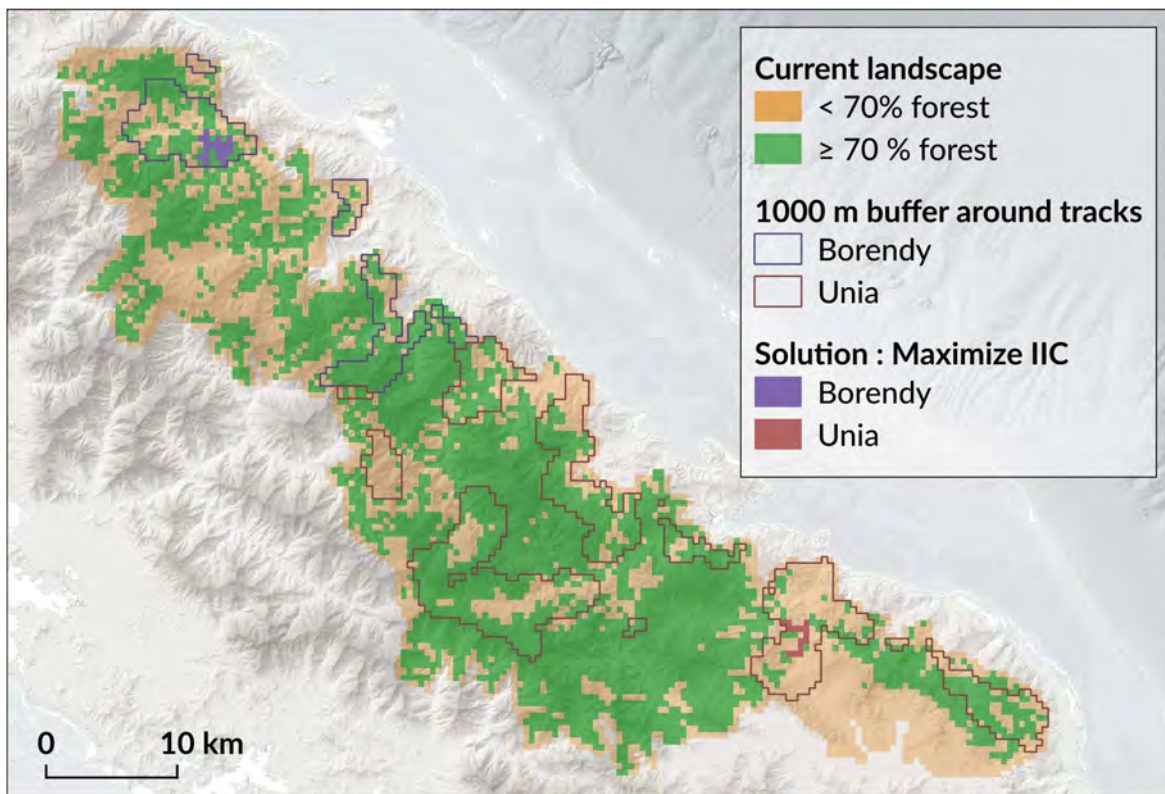 Current landscape
< 70% forest
≥ 70 % forest
1000 m buffer around tracks
Borendy
Unia
Solution : Maximize IIC
Borendy
Unia
0 10 km